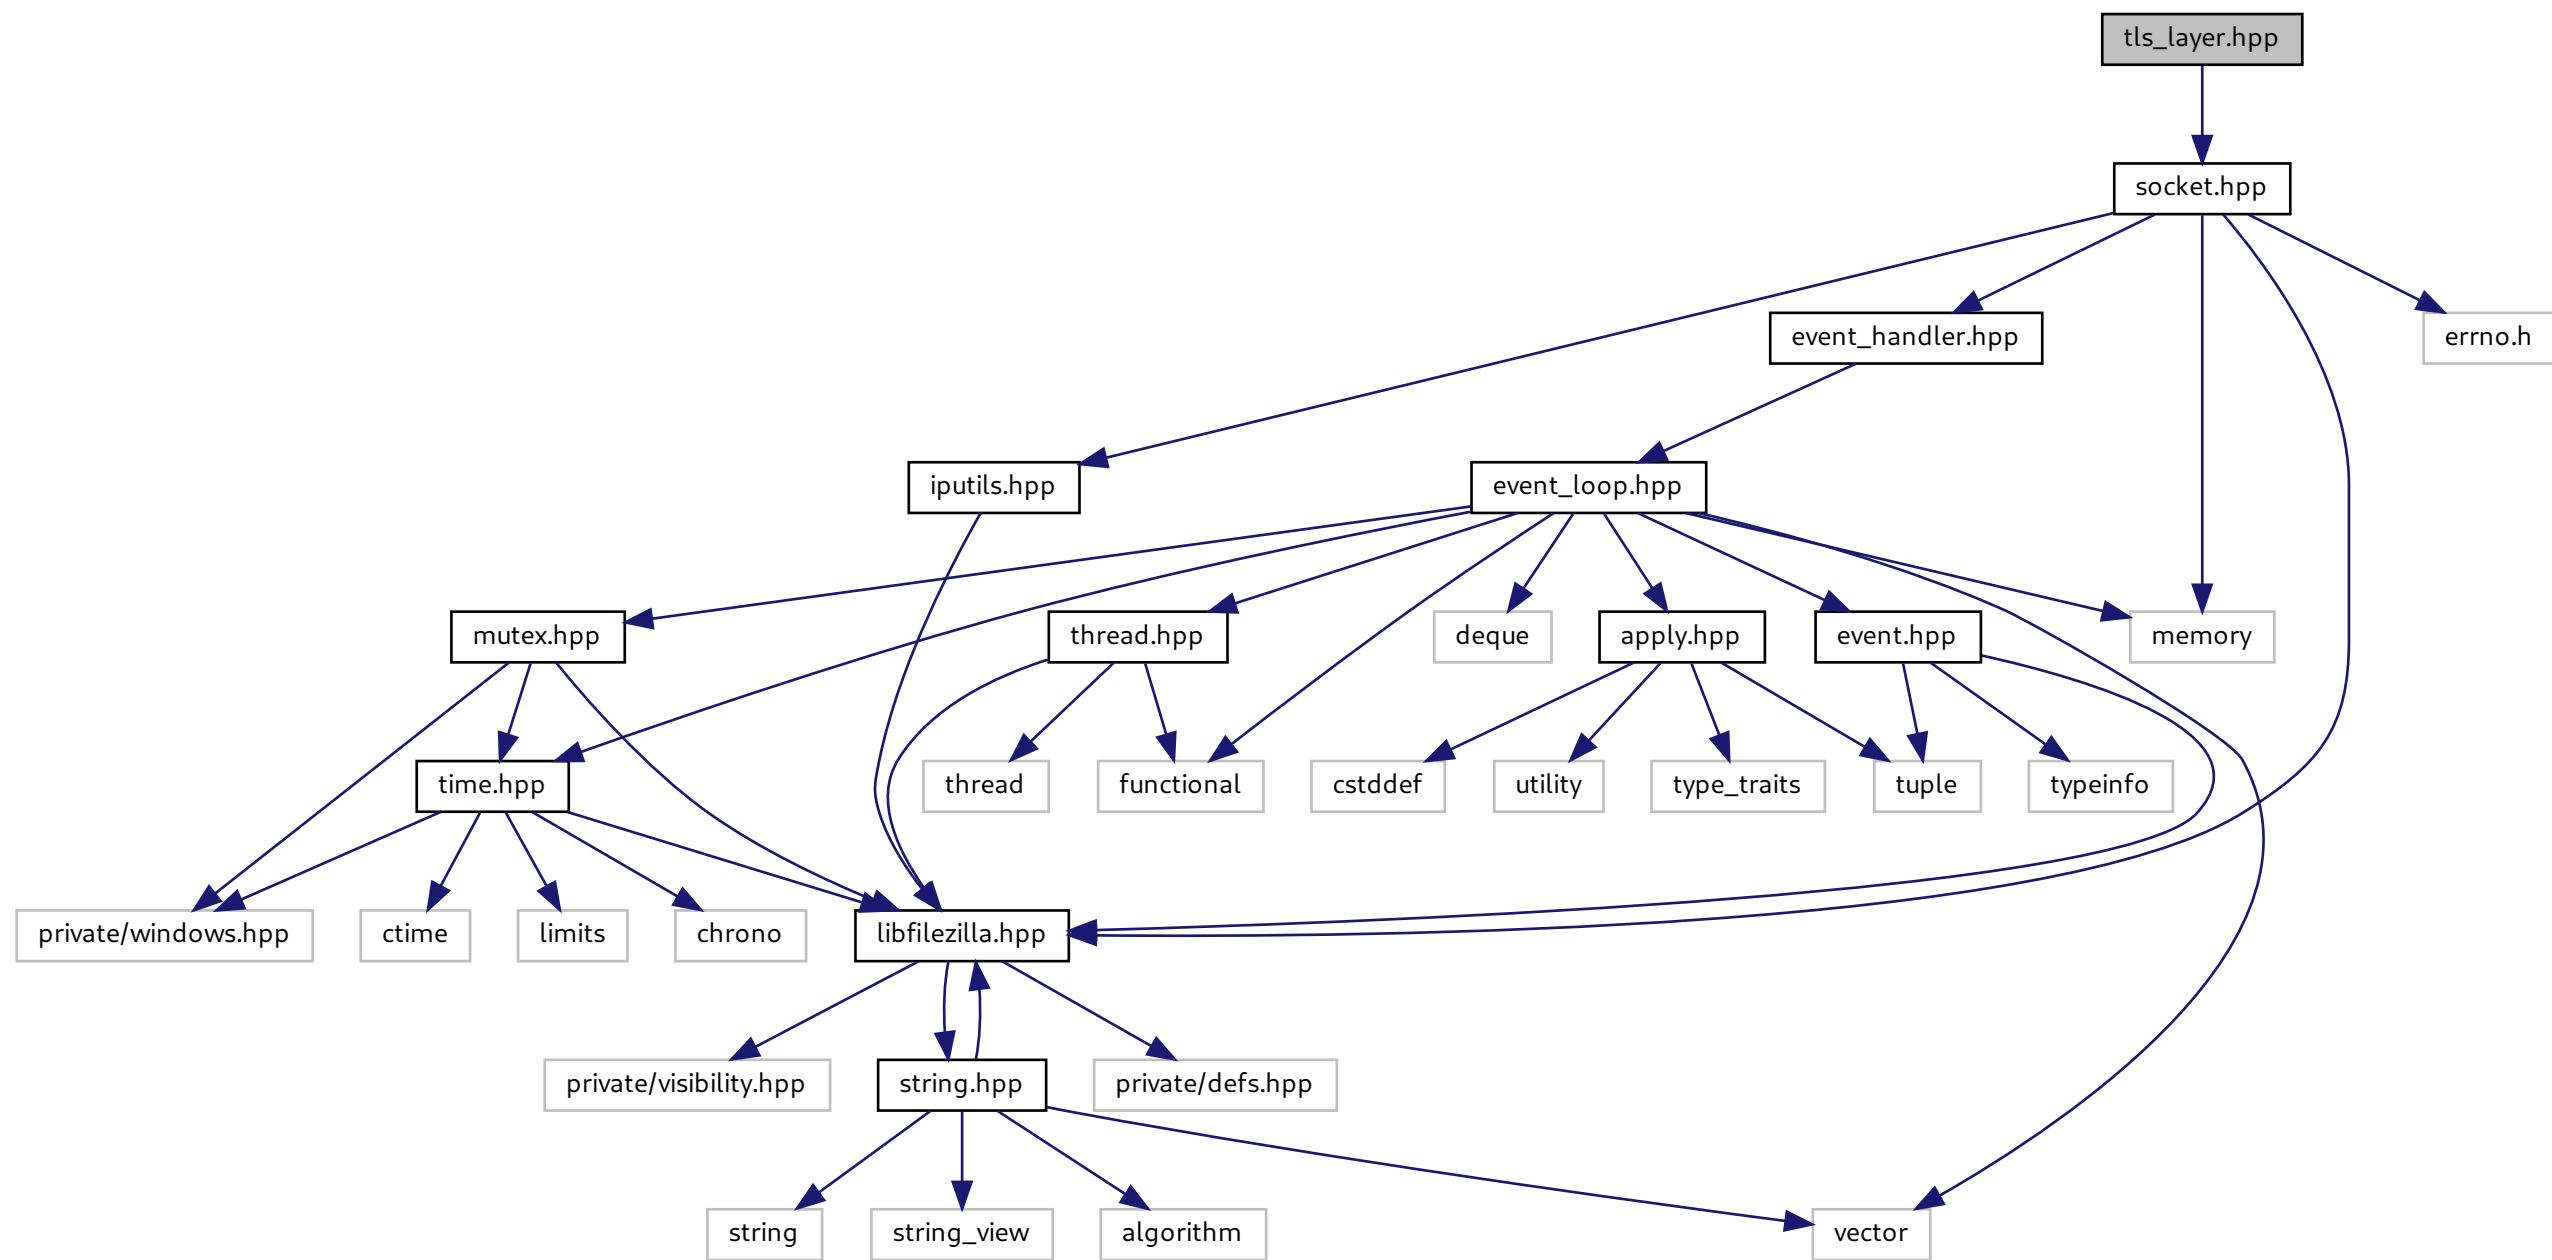 tls_layer.hpp
socket.hpp
event_handler.hpp
errno.h
iputils.hpp
event_loop.hpp
mutex.hpp
thread.hpp
deque
apply.hpp
event.hpp
memory
time.hpp
thread
functional
cstddef
utility
type_traits
tuple
typeinfo
private/windows.hpp
ctime
limits
chrono
libfilezilla.hpp
private/visibility.hpp
string.hpp
private/defs.hpp
string
string_view
algorithm
vector